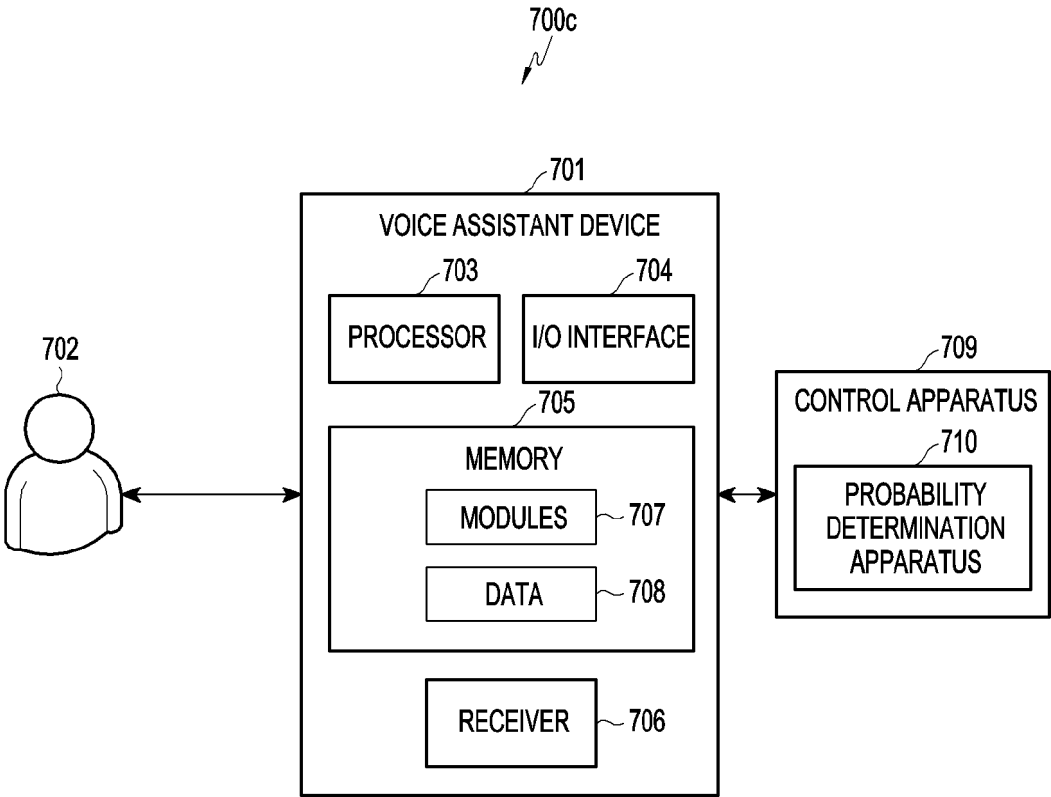 700c
701
VOICE ASSISTANT DEVICE
703
704
PROCESSOR
I/O INTERFACE
702
705
MEMORY
MODULES
707
DATA
708
RECEIVER
706
709
CONTROL APPARATUS
710
PROBABILITY
DETERMINATION
APPARATUS